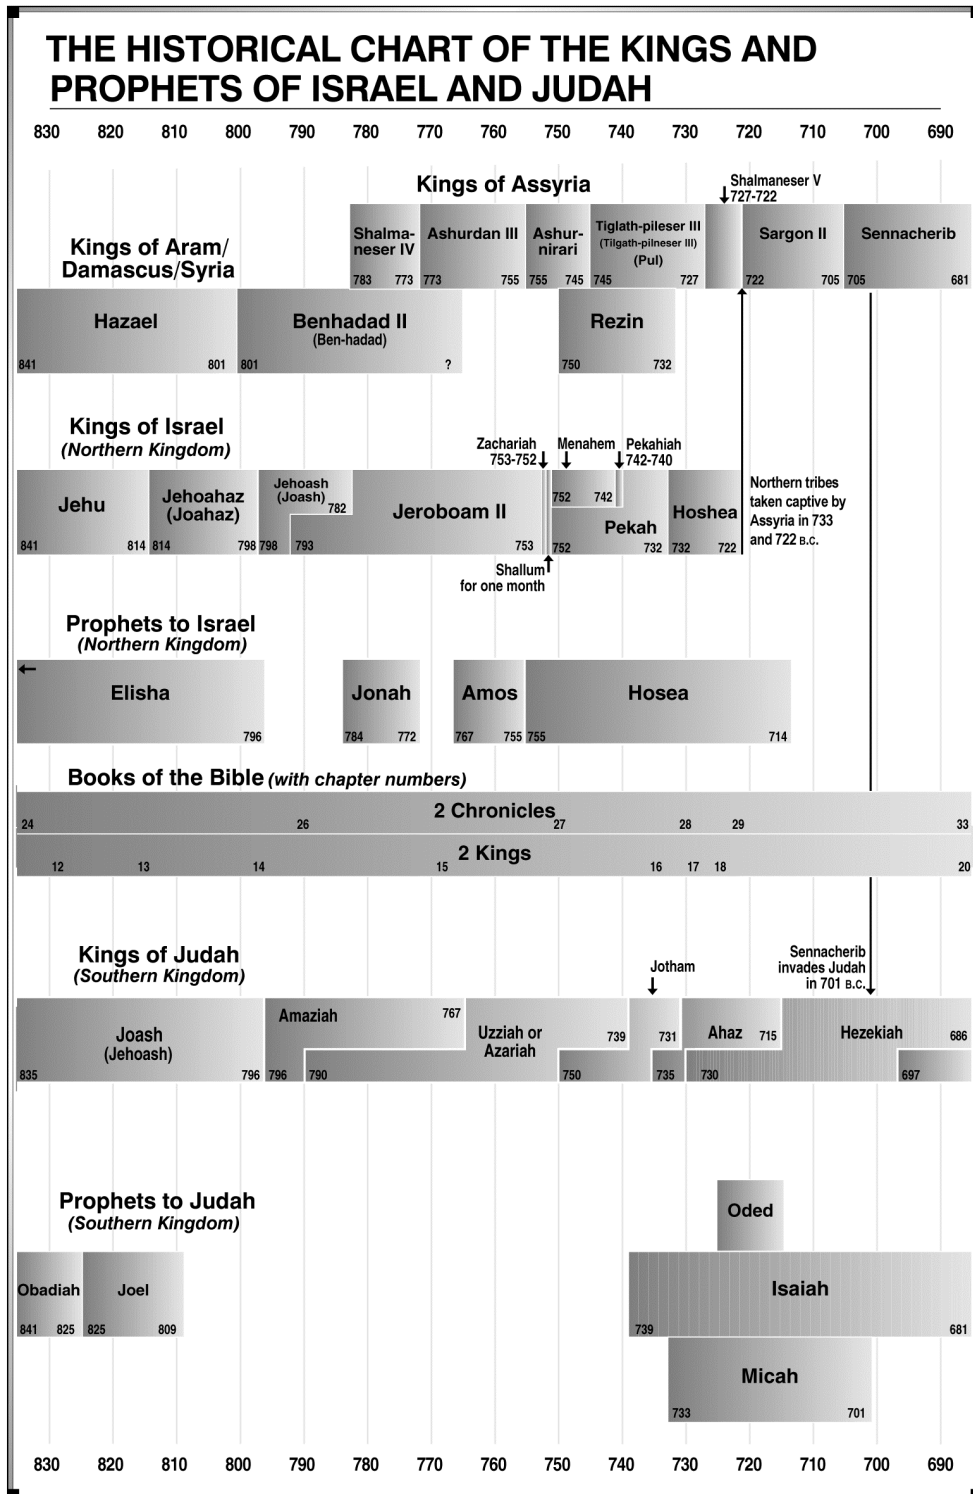 THE HISTORICAL CHART OF THE KINGS AND
PROPHETS OF ISRAEL AND JUDAH
830 820 810 800 790 780 770 760 750 740 730 720 710 700 690
Kings of Assyria
Shalmaneser V
727-722
Shalma-
neser IV
783 773
Ashurdan III
773 755
Ashur-
nirari
755 745
Tiglath-pileser III
(Tilgath-pilneser III)
(Pul)
745 727
Sargon II
722 705
Sennacherib
705 681
Kings of Aram/
Damascus/Syria
Hazael
841 801
Benhadad II
(Ben-hadad)
801 ?
Rezin
750 732
Kings of Israel
(Northern Kingdom)
Zachariah
753-752
Menahem
Pekahiah
742-740
Jehu
841 814
Jehoahaz
(Joahaz)
814 798
Jehoash
(Joash)
782
798
Jeroboam II
793 753
752 742
Pekah
752 732
Hoshea
732 722
Shallum
for one month
Northern tribes
taken captive by
Assyria in 733
and 722 B.C.
Prophets to Israel
(Northern Kingdom)
Elisha
796
Jonah
784 772
Amos
767 755
Hosea
755 714
Books of the Bible (with chapter numbers)
2 Chronicles
24 26 27 28 29 33
2 Kings
12 13 14 15 16 17 18 20
Kings of Judah
(Southern Kingdom)
Jotham
Sennacherib
invades Judah
in 701 B.C.
Joash
(Jehoash)
835 796
Amaziah
767
796
Uzziah or
Azariah
739
790
731
750
Ahaz
715
735
Hezekiah
686
730
697
Prophets to Judah
(Southern Kingdom)
Oded
Obadiah
841 825
Joel
825 809
Isaiah
739 681
Micah
733 701
830 820 810 800 790 780 770 760 750 740 730 720 710 700 690